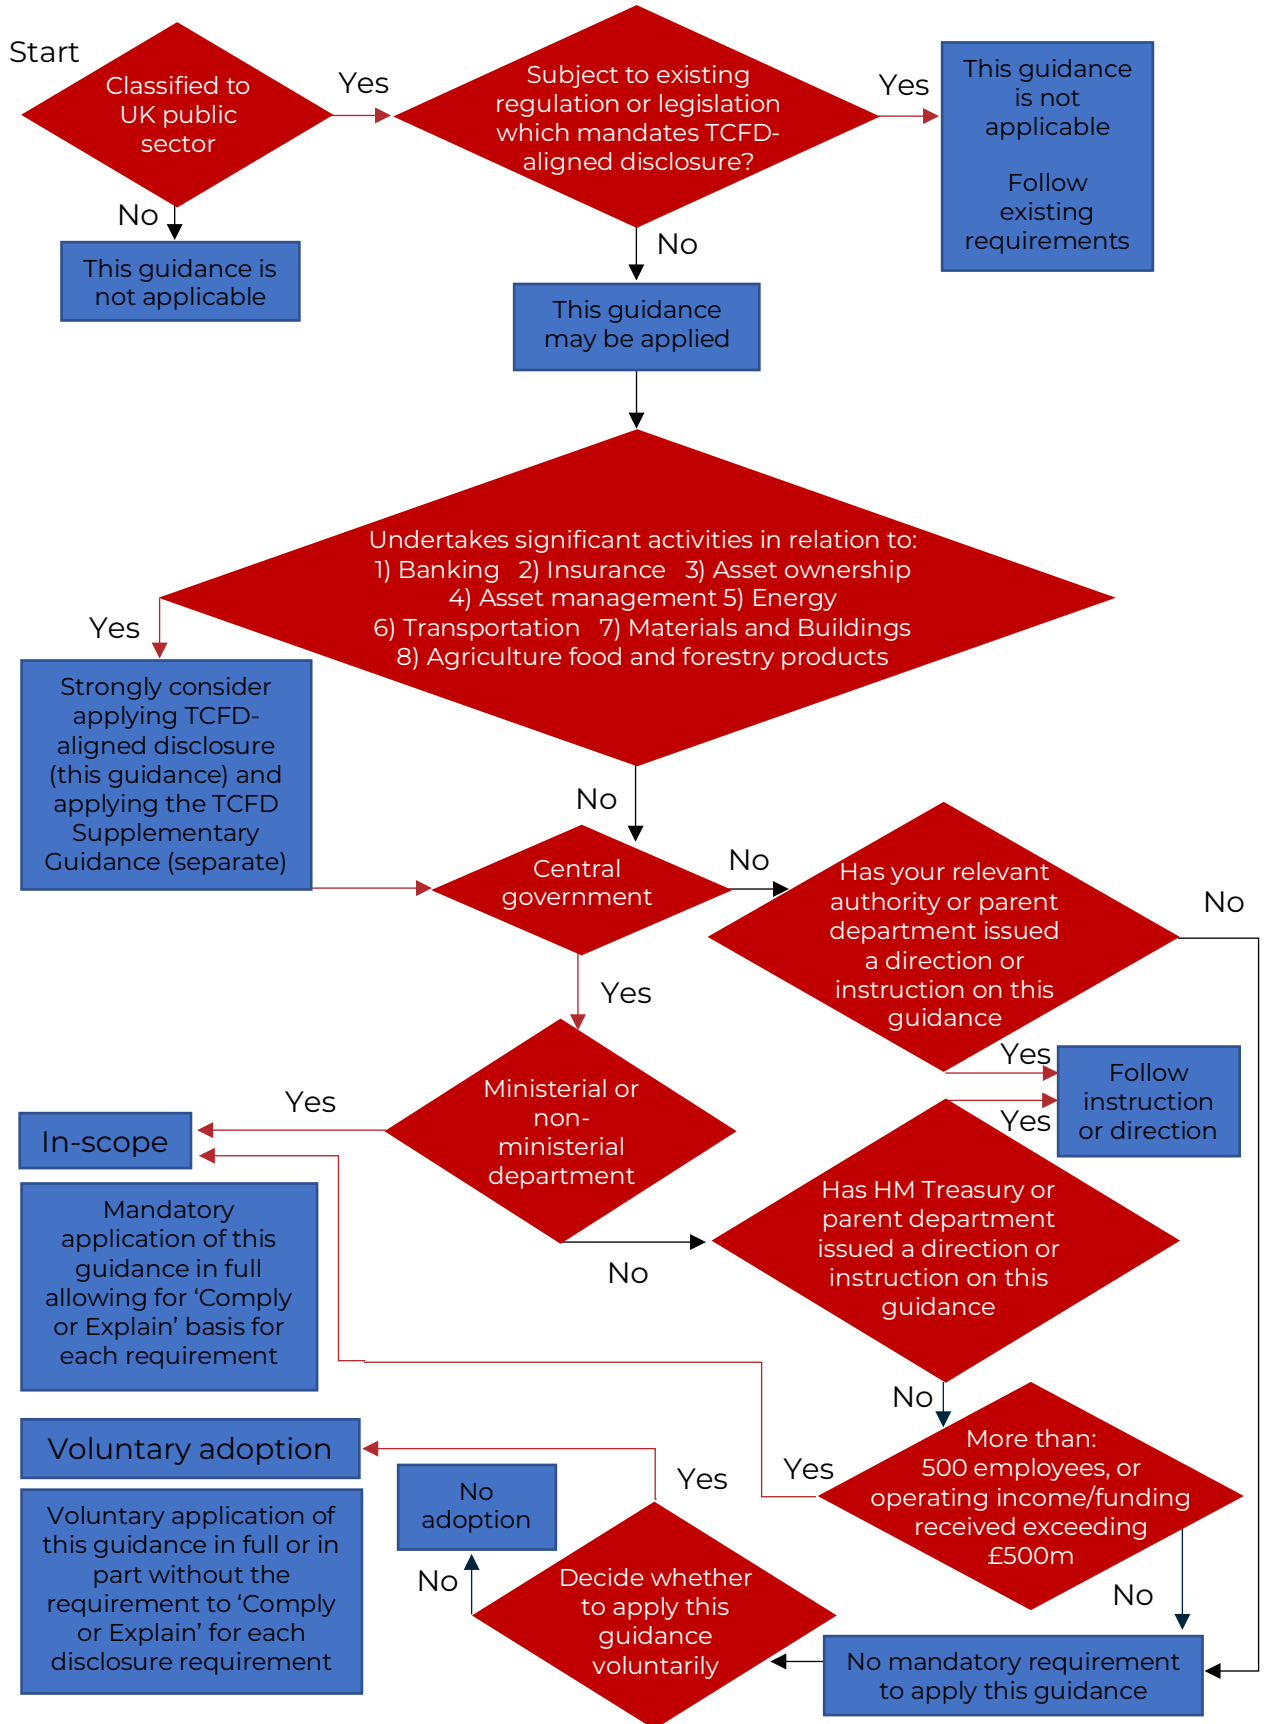 Start
Classified to
UK public
sector
Yes
Subject to existing
regulation or legislation
which mandates TCFD-
aligned disclosure?
Yes
This guidance
is not
applicable
Follow
existing
requirements
No
This guidance is
not applicable
No
This guidance
may be applied
Undertakes significant activities in relation to:
1) Banking 2) Insurance 3) Asset ownership
4) Asset management 5) Energy
6) Transportation 7) Materials and Buildings
8) Agriculture food and forestry products
Yes
Strongly consider
applying TCFD-
aligned disclosure
(this guidance) and
applying the TCFD
Supplementary
Guidance (separate)
No
Central
government
No
Has your relevant
authority or parent
department issued
a direction or
instruction on this
guidance
No
Yes
Yes
Follow
instruction
or direction
Ministerial or
non-
ministerial
department
Yes
In-scope
Mandatory
application of this
guidance in full
allowing for ‘Comply
or Explain’ basis for
each requirement
No
Yes
Has HM Treasury or
parent department
issued a direction or
instruction on this
guidance
No
More than:
500 employees, or
operating income/funding
received exceeding
£500m
Yes
No
Voluntary adoption
Voluntary application of
this guidance in full or in
part without the
requirement to ‘Comply
or Explain’ for each
disclosure requirement
No
adoption
Yes
No
Decide whether
to apply this
guidance
voluntarily
No mandatory requirement
to apply this guidance